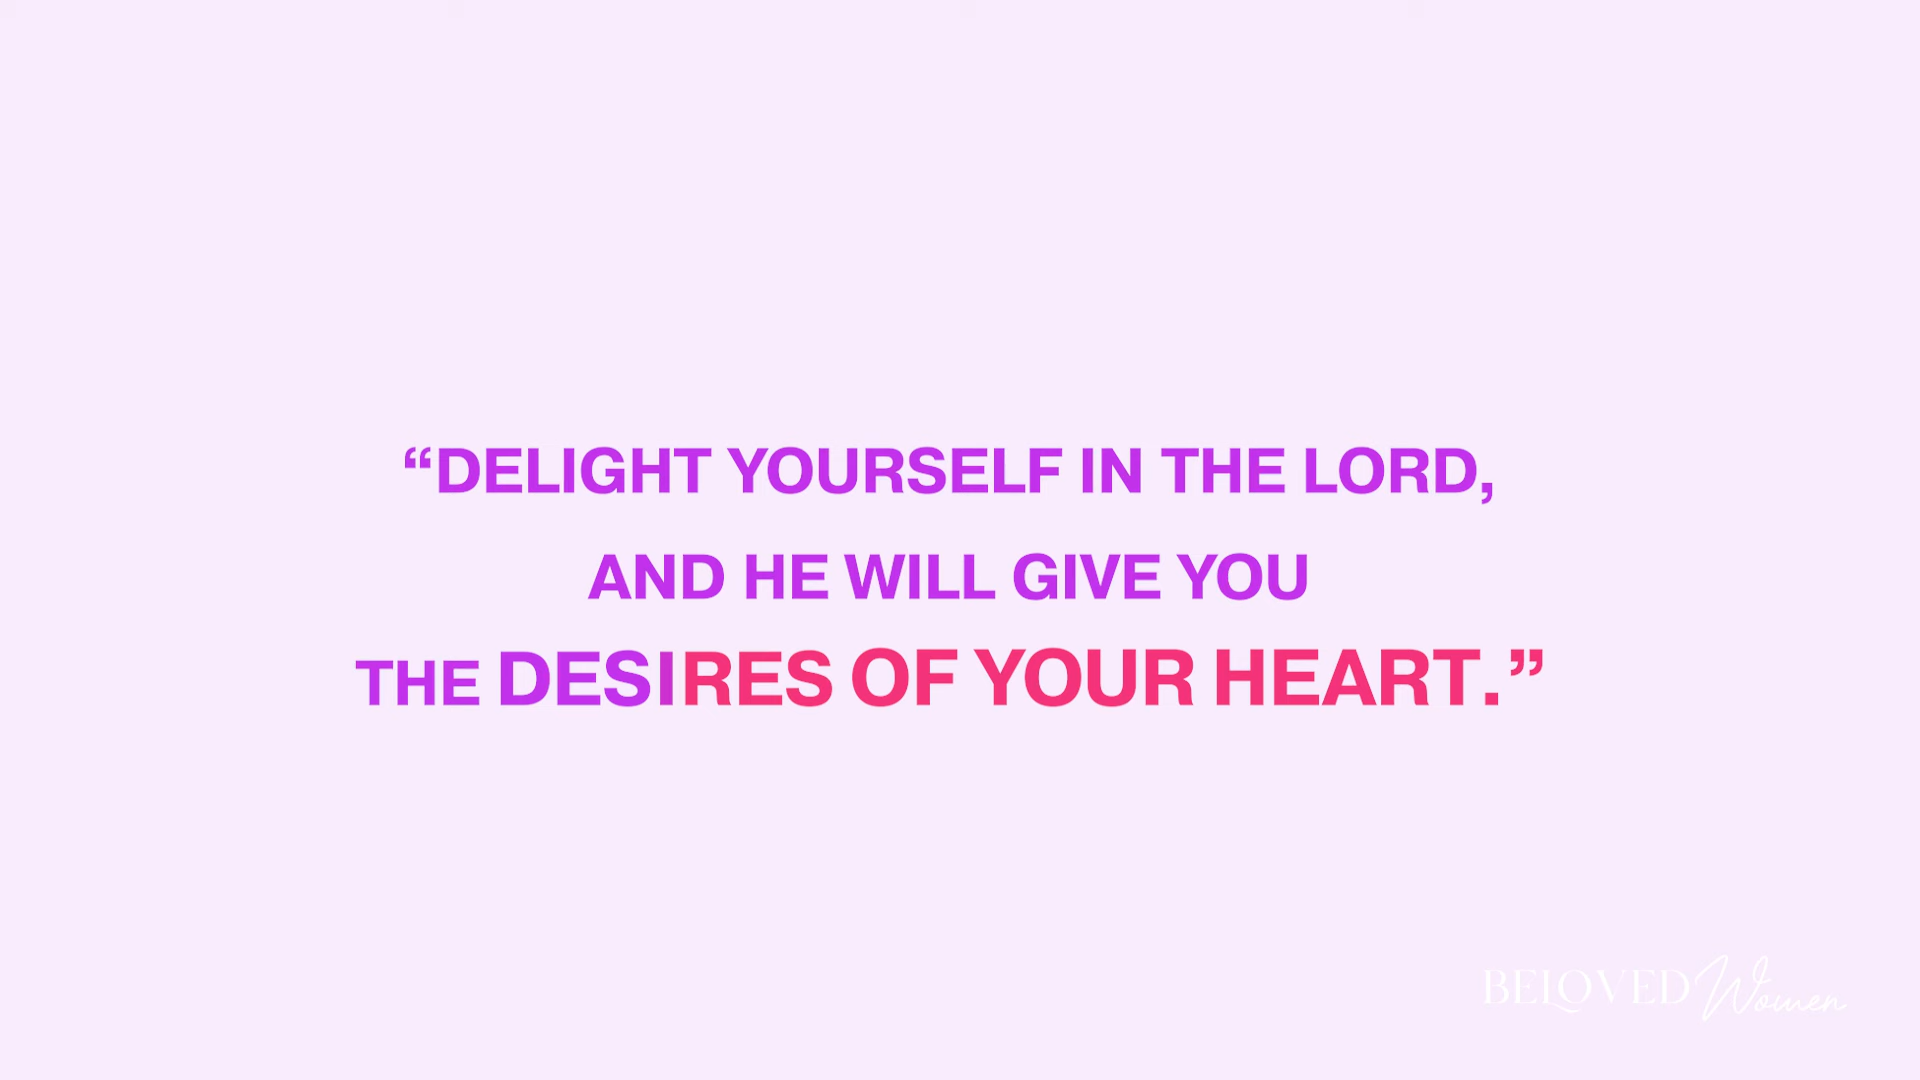 “DELIGHT YOURSELF IN THE LORD,
AND HE WILL GIVE YOU
THE DESIRES OF YOUR HEART.”
BELOVED Women